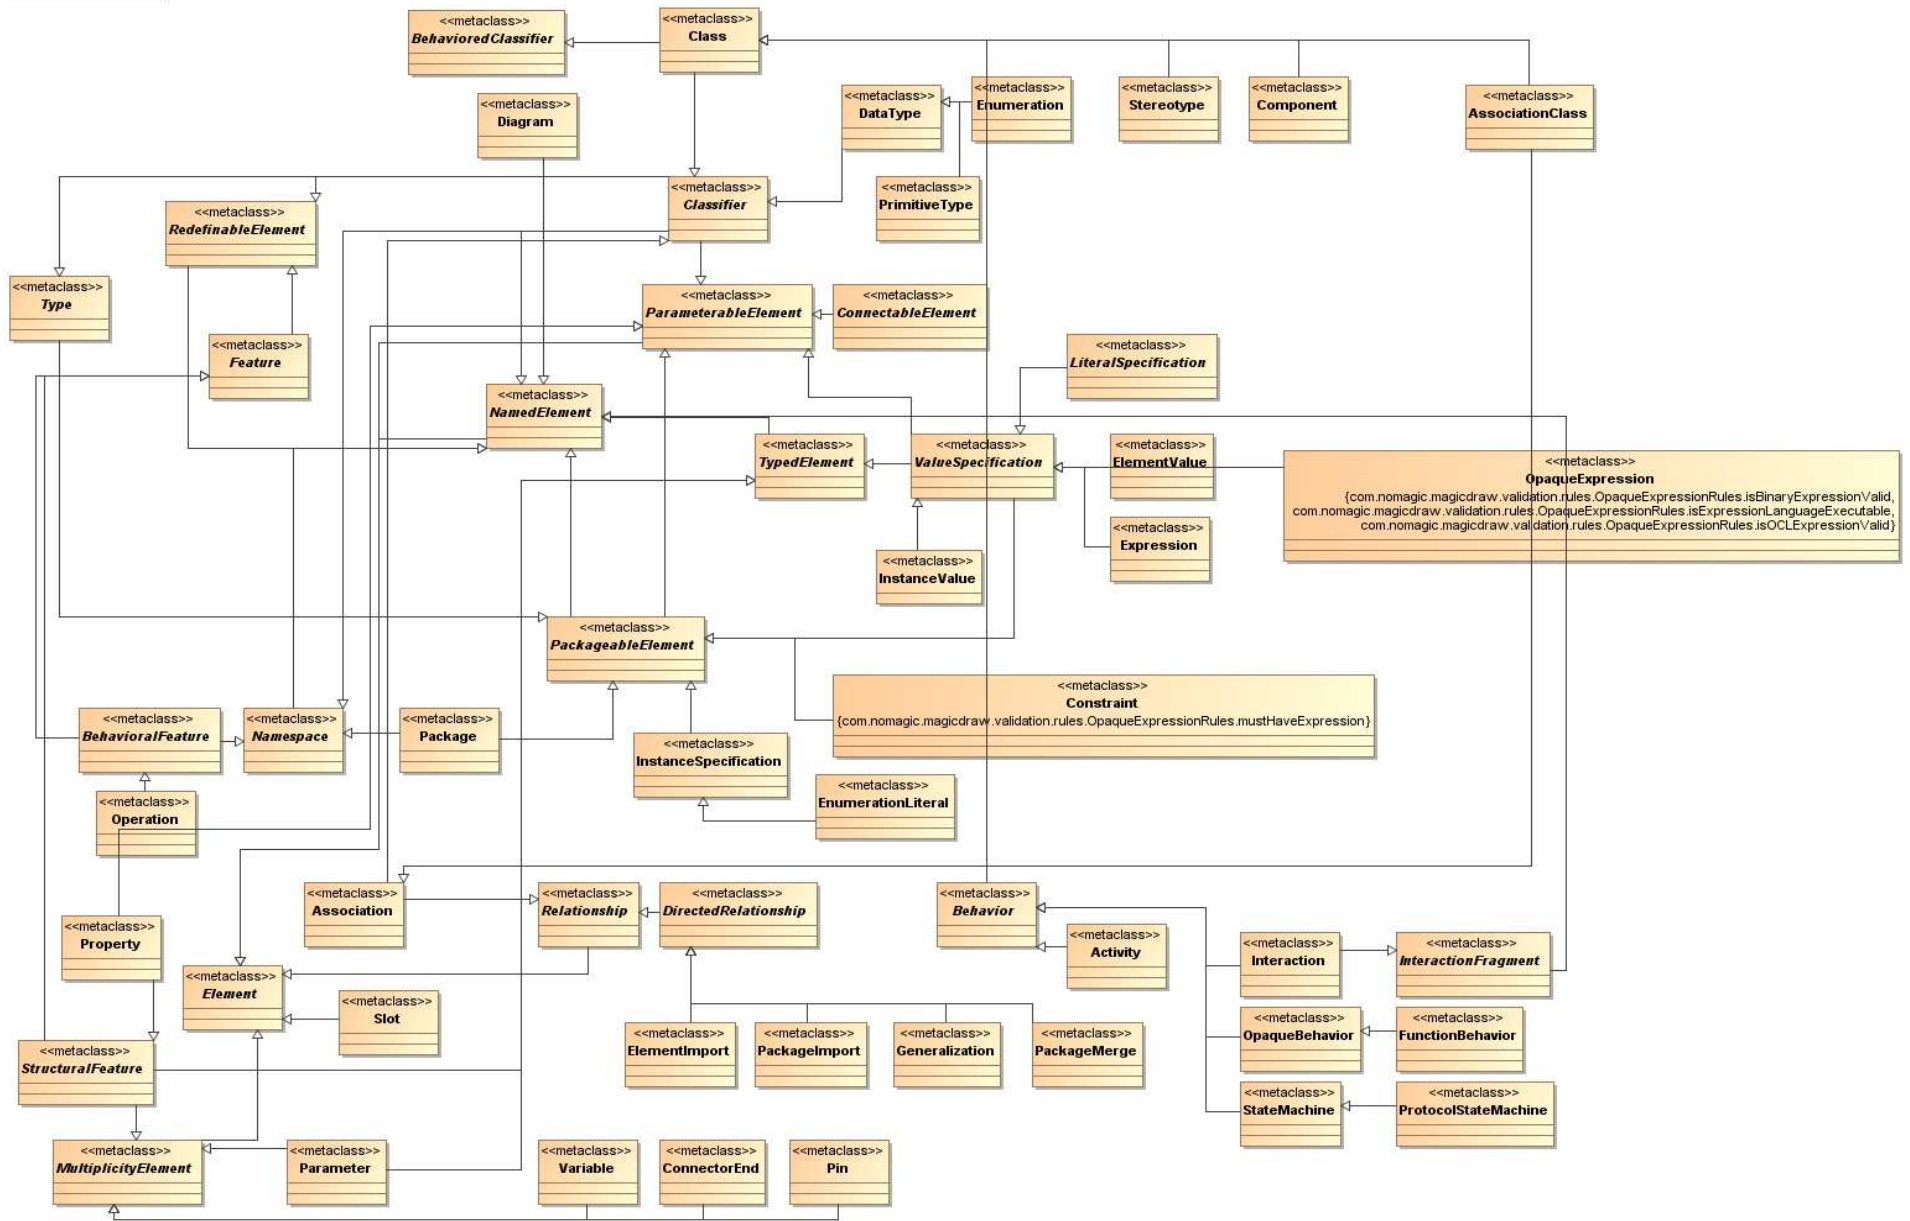 <<metaclass>>
BehavioredClassifier
<<metaclass>>
Class
<<metaclass>>
Diagram
<<metaclass>>
DataType
<<metaclass>>
Enumeration
<<metaclass>>
Stereotype
<<metaclass>>
Component
<<metaclass>>
AssociationClass
<<metaclass>>
Classifier
<<metaclass>>
PrimitiveType
<<metaclass>>
RedefinableElement
<<metaclass>>
Type
<<metaclass>>
ParameterableElement
<<metaclass>>
ConnectableElement
<<metaclass>>
Feature
<<metaclass>>
LiteralSpecification
<<metaclass>>
NamedElement
<<metaclass>>
TypedElement
<<metaclass>>
ValueSpecification
<<metaclass>>
ElementValue
<<metaclass>>
OpaqueExpression
{com.nomagic.magicdraw.validation.rules.OpaqueExpressionRules.isBinaryExpressionValid,
com.nomagic.magicdraw.validation.rules.OpaqueExpressionRules.isExpressionLanguageExecutable,
com.nomagic.magicdraw.validation.rules.OpaqueExpressionRules.isOCLExpressionValid}
<<metaclass>>
Expression
<<metaclass>>
InstanceValue
<<metaclass>>
PackageableElement
<<metaclass>>
Constraint
{com.nomagic.magicdraw.validation.rules.OpaqueExpressionRules.mustHaveExpression}
<<metaclass>>
BehavioralFeature
<<metaclass>>
Namespace
<<metaclass>>
Package
<<metaclass>>
InstanceSpecification
<<metaclass>>
EnumerationLiteral
<<metaclass>>
Operation
<<metaclass>>
Association
<<metaclass>>
Relationship
<<metaclass>>
DirectedRelationship
<<metaclass>>
Behavior
<<metaclass>>
Property
<<metaclass>>
Activity
<<metaclass>>
Interaction
<<metaclass>>
InteractionFragment
<<metaclass>>
Element
<<metaclass>>
Slot
<<metaclass>>
OpaqueBehavior
<<metaclass>>
FunctionBehavior
<<metaclass>>
ElementImport
<<metaclass>>
PackageImport
<<metaclass>>
Generalization
<<metaclass>>
PackageMerge
<<metaclass>>
StructuralFeature
<<metaclass>>
StateMachine
<<metaclass>>
ProtocolStateMachine
<<metaclass>>
MultiplicityElement
<<metaclass>>
Parameter
<<metaclass>>
Variable
<<metaclass>>
ConnectorEnd
<<metaclass>>
Pin